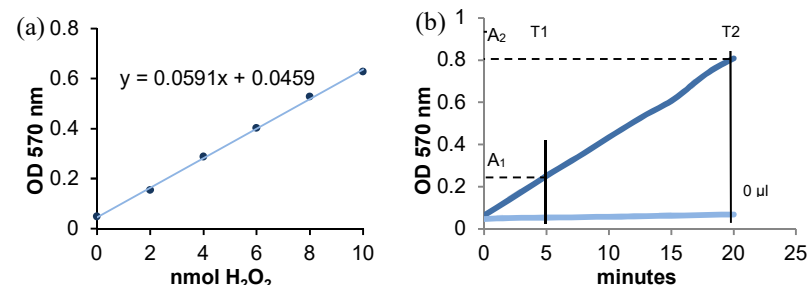 (a)
0.8
0.6
0.4
0.2
0
OD 570 nm
y = 0.0591x + 0.0459
0 2 4 6 8 10
nmol H₂O₂
(b)
1
0.8
0.6
0.4
0.2
0
OD 570 nm
A₂ T1 T2
A₁
0 µl
0 5 10 15 20 25
minutes